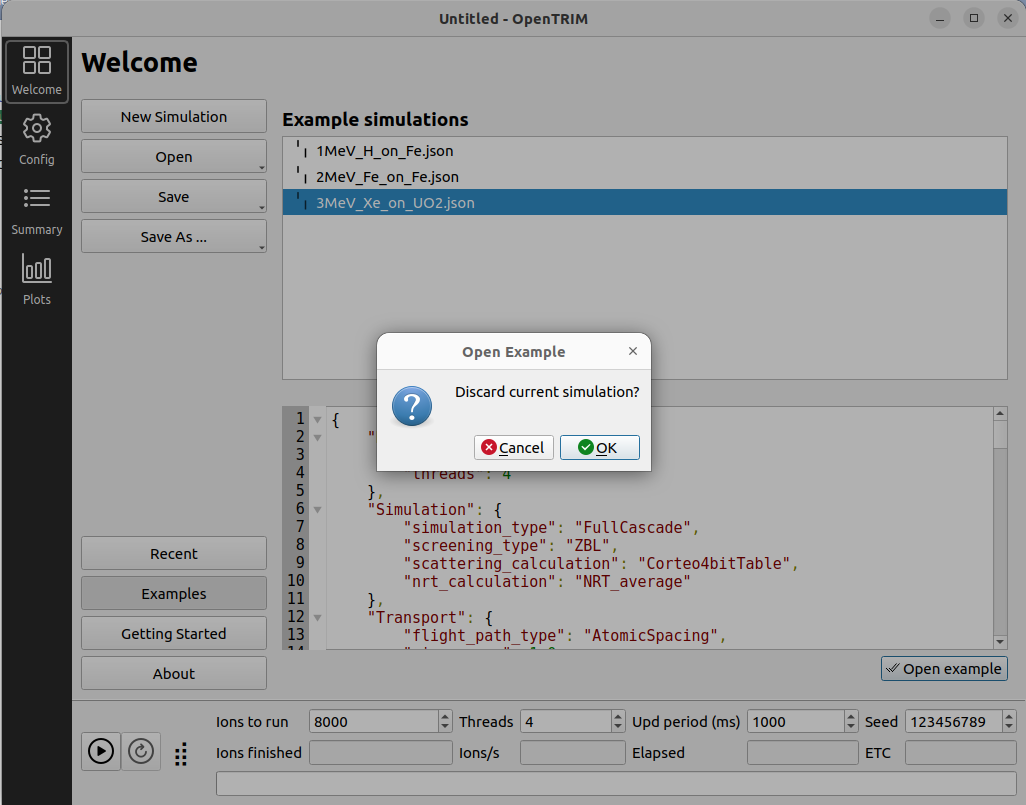 Untitled - OpenTRIM
Welcome
Config
Summary
Plots
Welcome
New Simulation
Open
Save
Save As ...
Recent
Examples
Getting Started
About
Example simulations
1MeV_H_on_Fe.json
2MeV_Fe_on_Fe.json
3MeV_Xe_on_UO2.json
Open Example
Discard current simulation?
Cancel
OK
1 {
2 "
3
4 "threads": 4
5 },
6 "Simulation": {
7 "simulation_type": "FullCascade",
8 "screening_type": "ZBL",
9 "scattering_calculation": "Corteo4bitTable",
10 "nrt_calculation": "NRT_average"
11 },
12 "Transport": {
13 "flight_path_type": "AtomicSpacing",
Open example
Ions to run 8000 Threads 4 Upd period (ms) 1000 Seed 123456789
Ions finished Ions/s Elapsed ETC